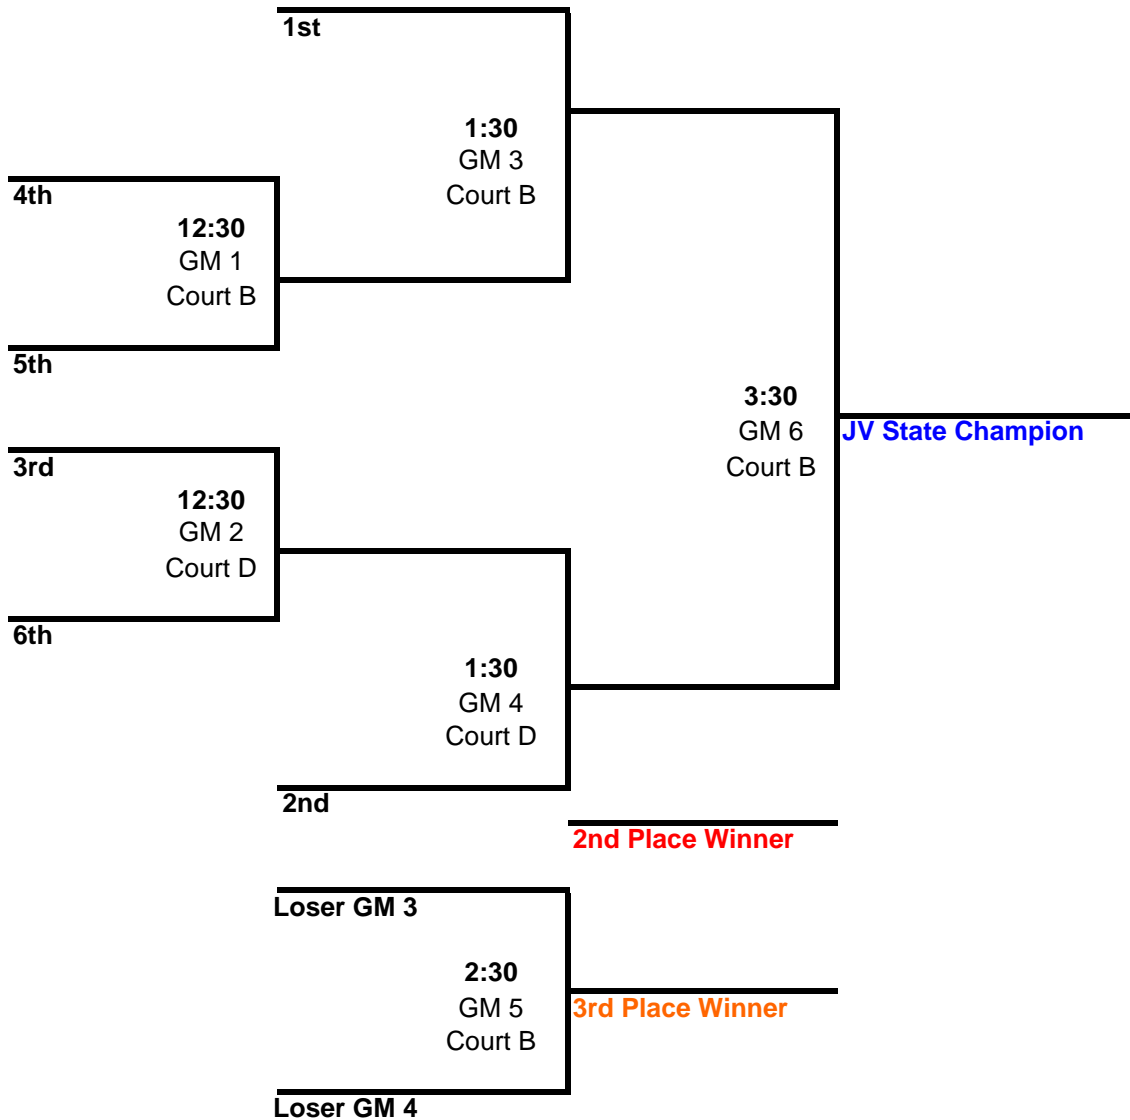 1st
1:30
GM 3
Court B
4th
12:30
GM 1
Court B
5th
3:30
GM 6
Court B
JV State Champion
3rd
12:30
GM 2
Court D
6th
1:30
GM 4
Court D
2nd
2nd Place Winner
Loser GM 3
2:30
GM 5
Court B
3rd Place Winner
Loser GM 4